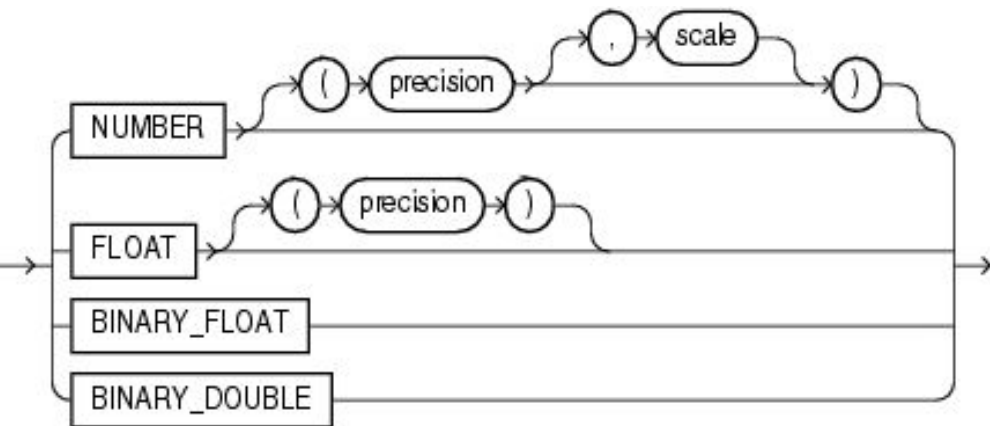 ( precision , scale )
NUMBER
( precision )
FLOAT
BINARY_FLOAT
BINARY_DOUBLE